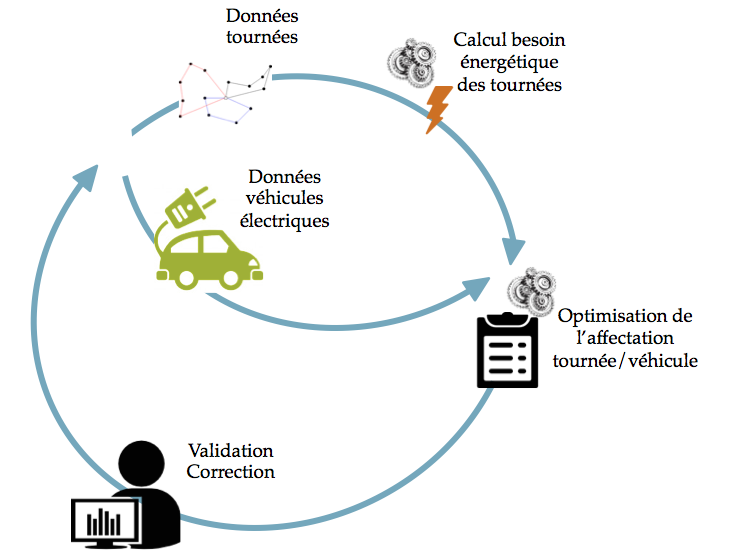 Données
tournées
Calcul besoin
énergétique
des tournées
Données
véhicules
électriques
Optimisation de
l'affectation
tournée/véhicule
Validation
Correction